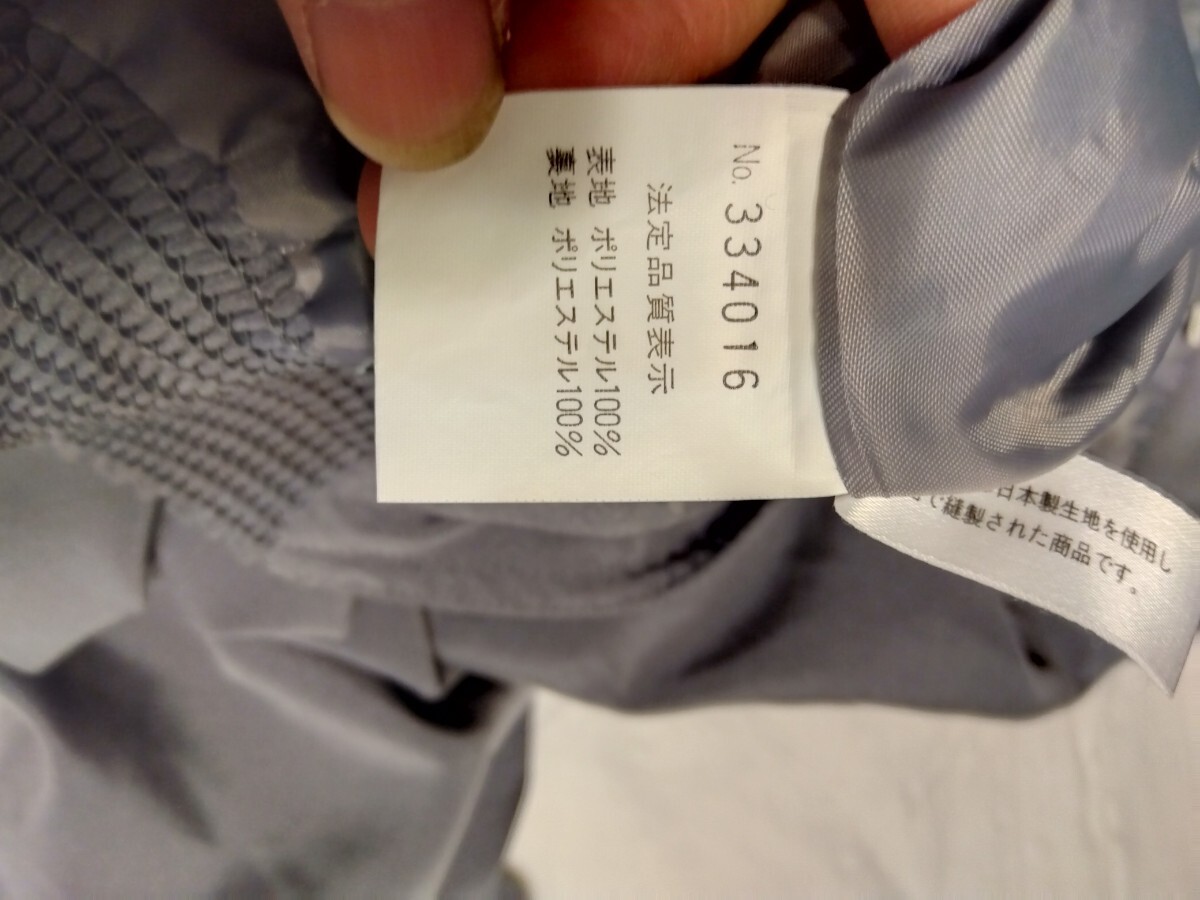 No. 334016
法定品質表示
表地 ポリエステル100%
裏地 ポリエステル100%
日本製生地を使用し
で縫製された商品です。